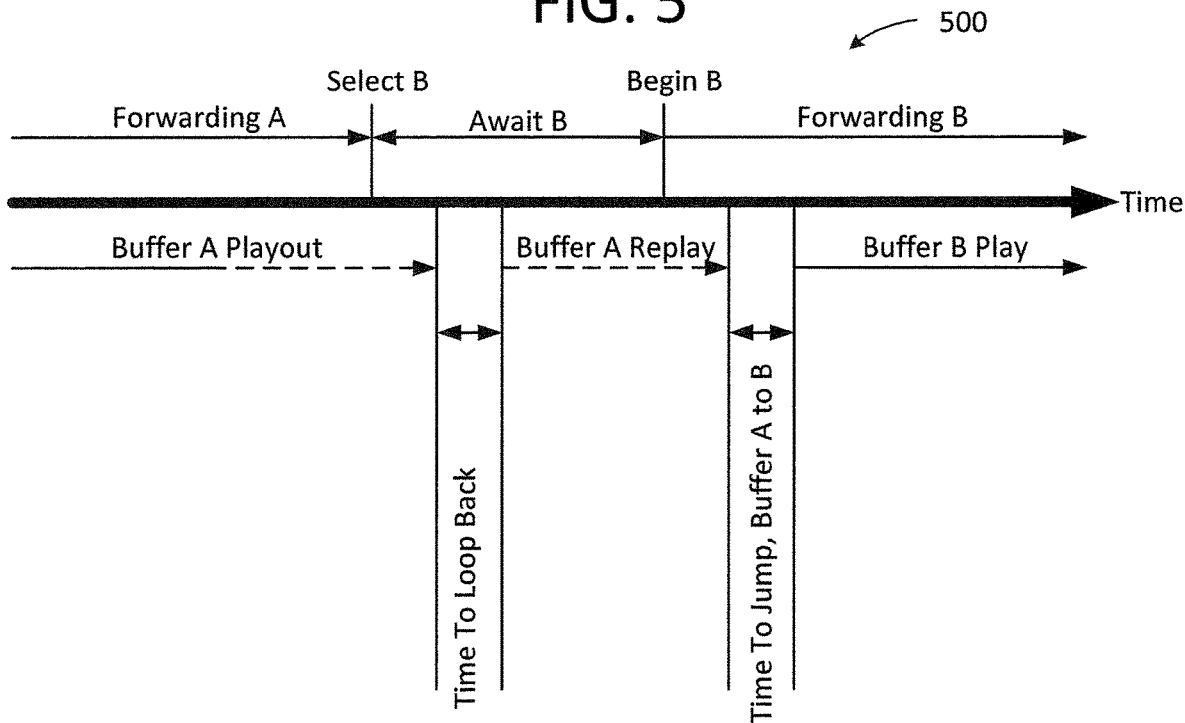 FIG. 5
500
Select B
Begin B
Forwarding A
Await B
Forwarding B
Time
Buffer A Playout
Buffer A Replay
Buffer B Play
Time To Loop Back
Time To Jump, Buffer A to B